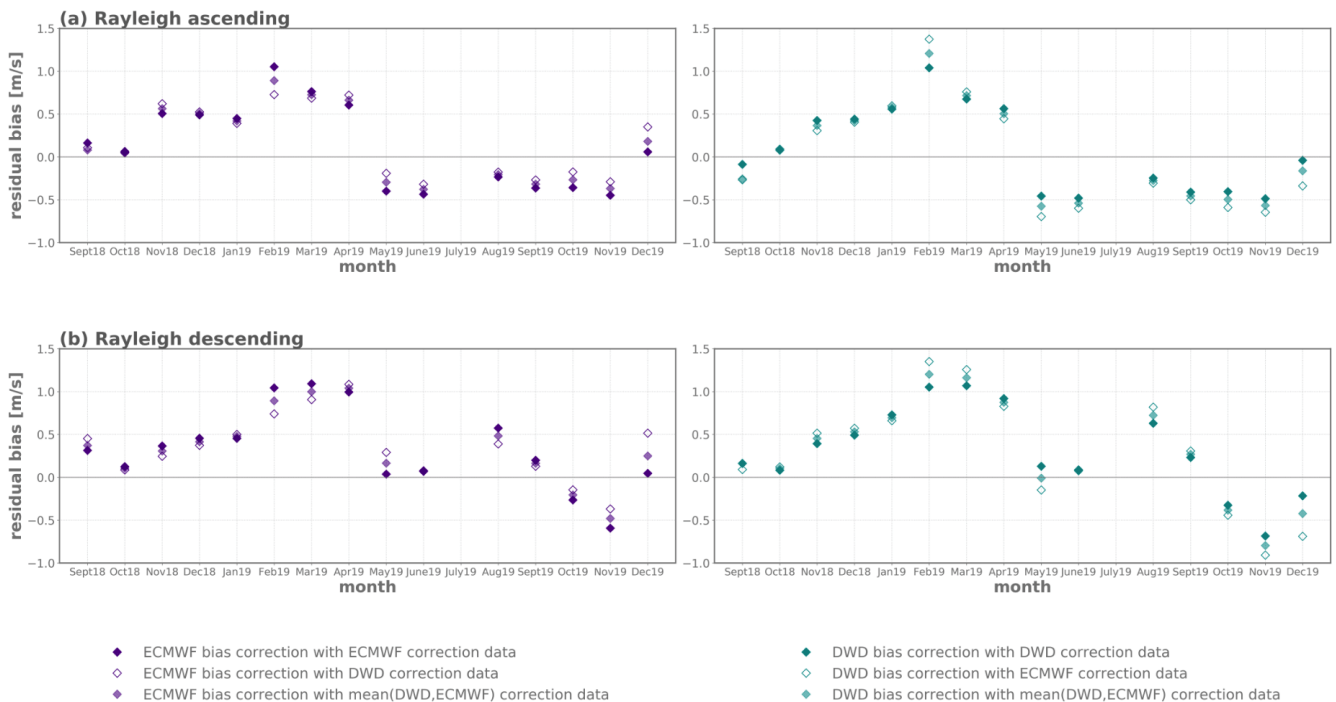 (a) Rayleigh ascending
residual bias [m/s]
1.5
1.0
0.5
0.0
−0.5
−1.0
Sept18 Oct18 Nov18 Dec18 Jan19 Feb19 Mar19 Apr19 May19 June19 July19 Aug19 Sept19 Oct19 Nov19 Dec19
month
1.5
1.0
0.5
0.0
−0.5
−1.0
Sept18 Oct18 Nov18 Dec18 Jan19 Feb19 Mar19 Apr19 May19 June19 July19 Aug19 Sept19 Oct19 Nov19 Dec19
month
(b) Rayleigh descending
residual bias [m/s]
1.5
1.0
0.5
0.0
−0.5
−1.0
Sept18 Oct18 Nov18 Dec18 Jan19 Feb19 Mar19 Apr19 May19 June19 July19 Aug19 Sept19 Oct19 Nov19 Dec19
month
1.5
1.0
0.5
0.0
−0.5
−1.0
Sept18 Oct18 Nov18 Dec18 Jan19 Feb19 Mar19 Apr19 May19 June19 July19 Aug19 Sept19 Oct19 Nov19 Dec19
month
ECMWF bias correction with ECMWF correction data
ECMWF bias correction with DWD correction data
ECMWF bias correction with mean(DWD,ECMWF) correction data
DWD bias correction with DWD correction data
DWD bias correction with ECMWF correction data
DWD bias correction with mean(DWD,ECMWF) correction data